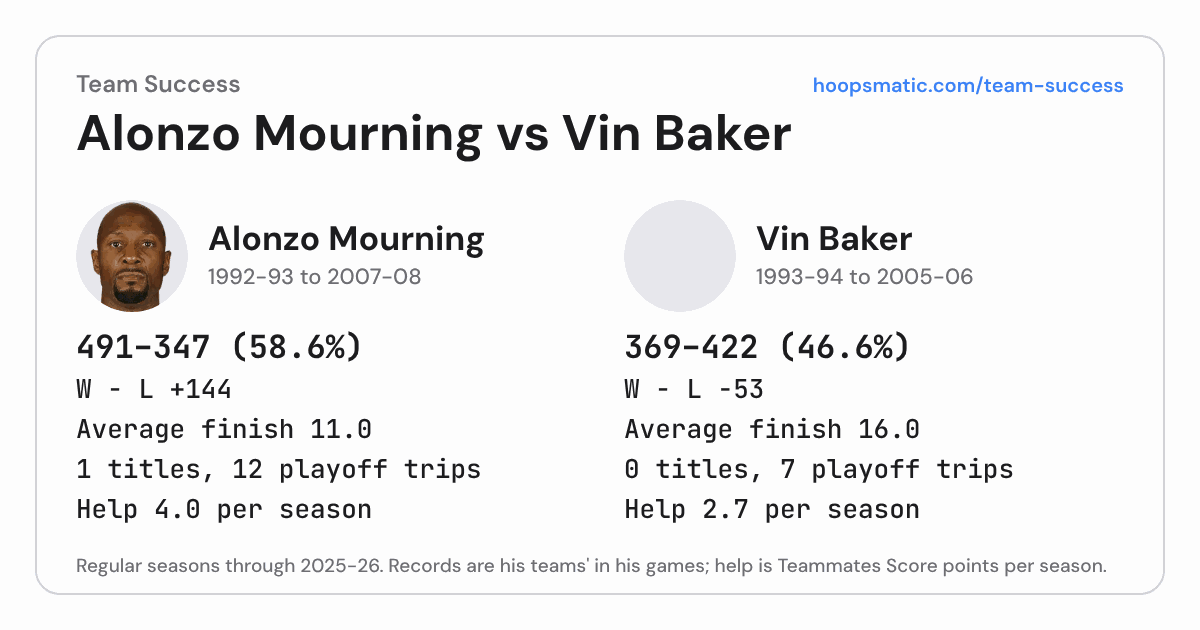 Team Success
hoopsmatic.com/team-success
Alonzo Mourning vs Vin Baker
Alonzo Mourning
1992-93 to 2007-08
491-347 (58.6%)
W - L +144
Average finish 11.0
1 titles, 12 playoff trips
Help 4.0 per season
Vin Baker
1993-94 to 2005-06
369-422 (46.6%)
W - L -53
Average finish 16.0
0 titles, 7 playoff trips
Help 2.7 per season
Regular seasons through 2025-26. Records are his teams' in his games; help is Teammates Score points per season.